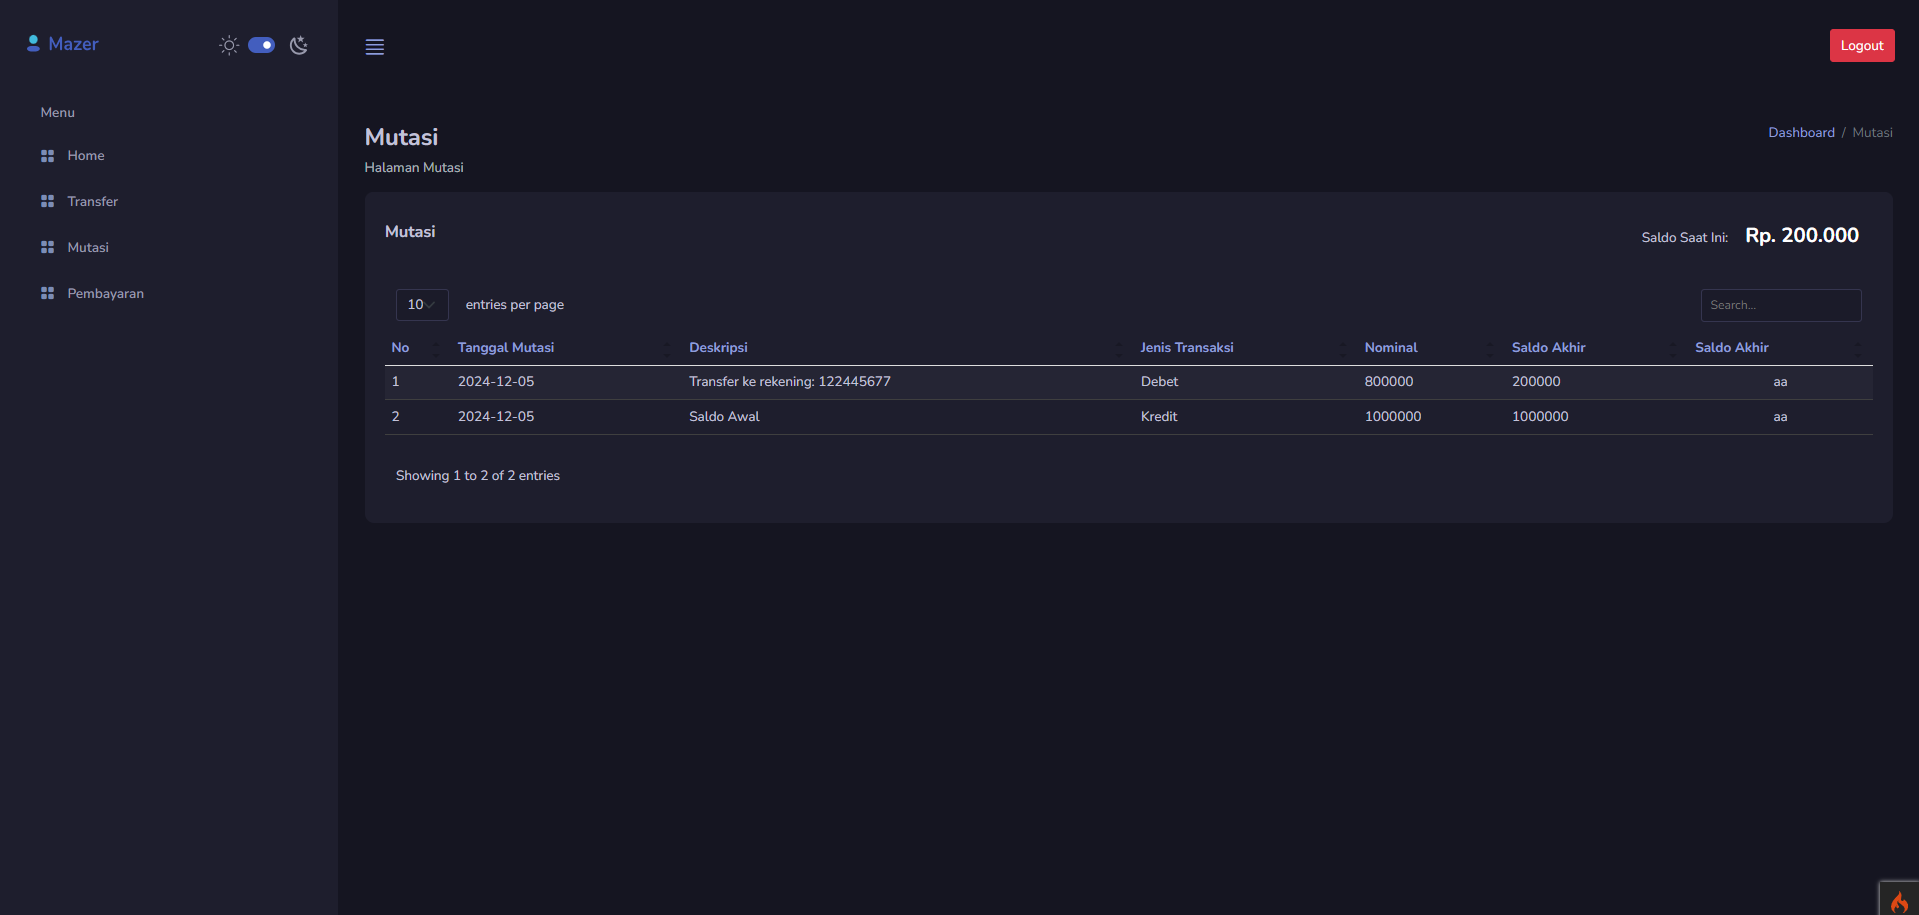 Mazer
Logout
Menu
Home
Transfer
Mutasi
Pembayaran
Mutasi
Halaman Mutasi
Dashboard / Mutasi
Mutasi
Saldo Saat Ini: Rp. 200.000
10 entries per page
Search...
No Tanggal Mutasi Deskripsi Jenis Transaksi Nominal Saldo Akhir Saldo Akhir
1 2024-12-05 Transfer ke rekening: 122445677 Debet 800000 200000 aa
2 2024-12-05 Saldo Awal Kredit 1000000 1000000 aa
Showing 1 to 2 of 2 entries